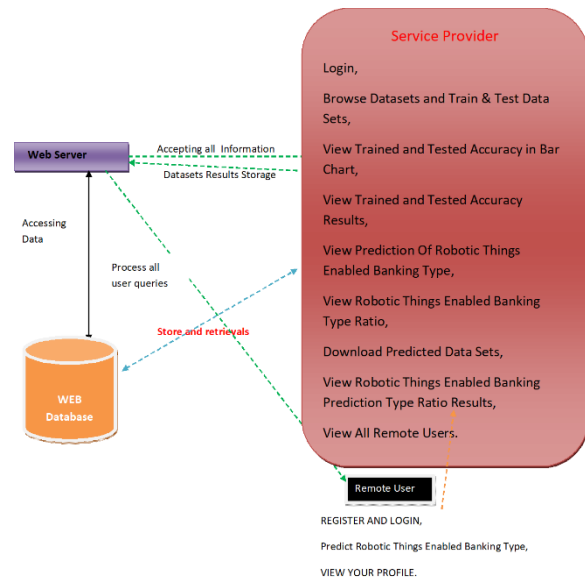 Service Provider
Login,
Browse Datasets and Train & Test Data
Sets,
View Trained and Tested Accuracy in Bar
Chart,
View Trained and Tested Accuracy
Results,
View Prediction Of Robotic Things
Enabled Banking Type,
View Robotic Things Enabled Banking
Type Ratio,
Download Predicted Data Sets,
View Robotic Things Enabled Banking
Prediction Type Ratio Results,
View All Remote Users.
Web Server
Accepting all Information
Datasets Results Storage
Accessing
Data
Process all
user queries
Store and retrievals
WEB
Database
Remote User
REGISTER AND LOGIN,
Predict Robotic Things Enabled Banking Type,
VIEW YOUR PROFILE.